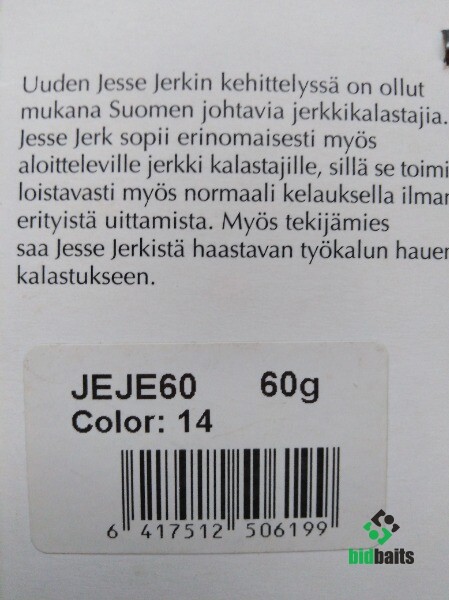 Uuden Jesse Jerkin kehittelyssä on ollut
mukana Suomen johtavia jerkkikalastajia.
Jesse Jerk sopii erinomaisesti myös
aloitteleville jerkki kalastajille, sillä se toimi
loistavasti myös normaali kelauksella ilman
erityistä uittamista. Myös tekijämies
saa Jesse Jerkistä haastavan työkalun hauen
kalastukseen.
JEJE60 60g
Color: 14
6 417512 506199
bidbaits